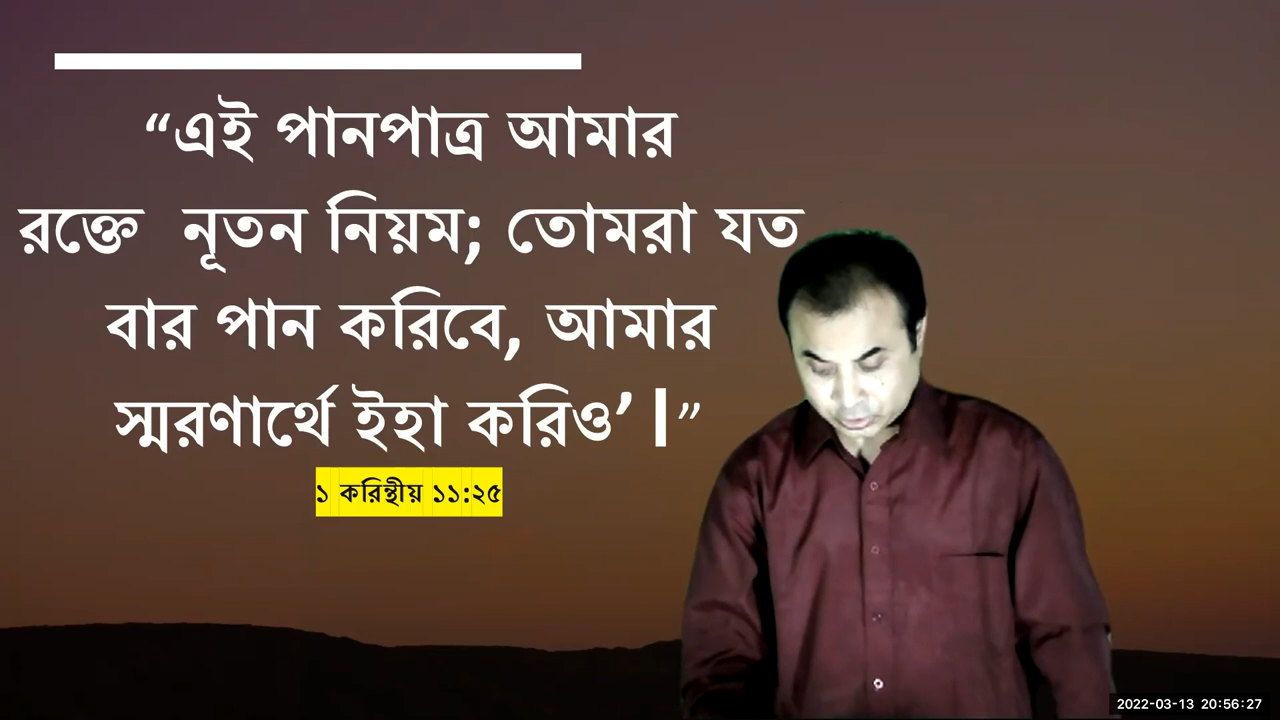 “এই পানপাত্র আমার
রক্তে নূতন নিয়ম; তোমরা যত
বার পান করিবে, আমার
স্মরণার্থে ইহা করিও’ |”
১ করিন্থীয় ১১:২৫
2022-03-13 20:56:27